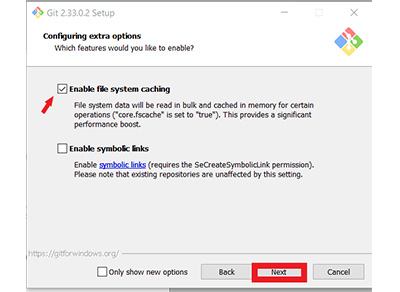 Git 2.33.0.2 Setup
Configuring extra options
Which features would you like to enable?
Enable file system caching
File system data will be read in bulk and cached in memory for certain
operations ("core.fscache" is set to "true"). This provides a significant
performance boost.
Enable symbolic links
Enable symbolic links (requires the SeCreateSymbolicLink permission).
Please note that existing repositories are unaffected by this setting.
https://gitforwindows.org/
Only show new options Back Next Cancel